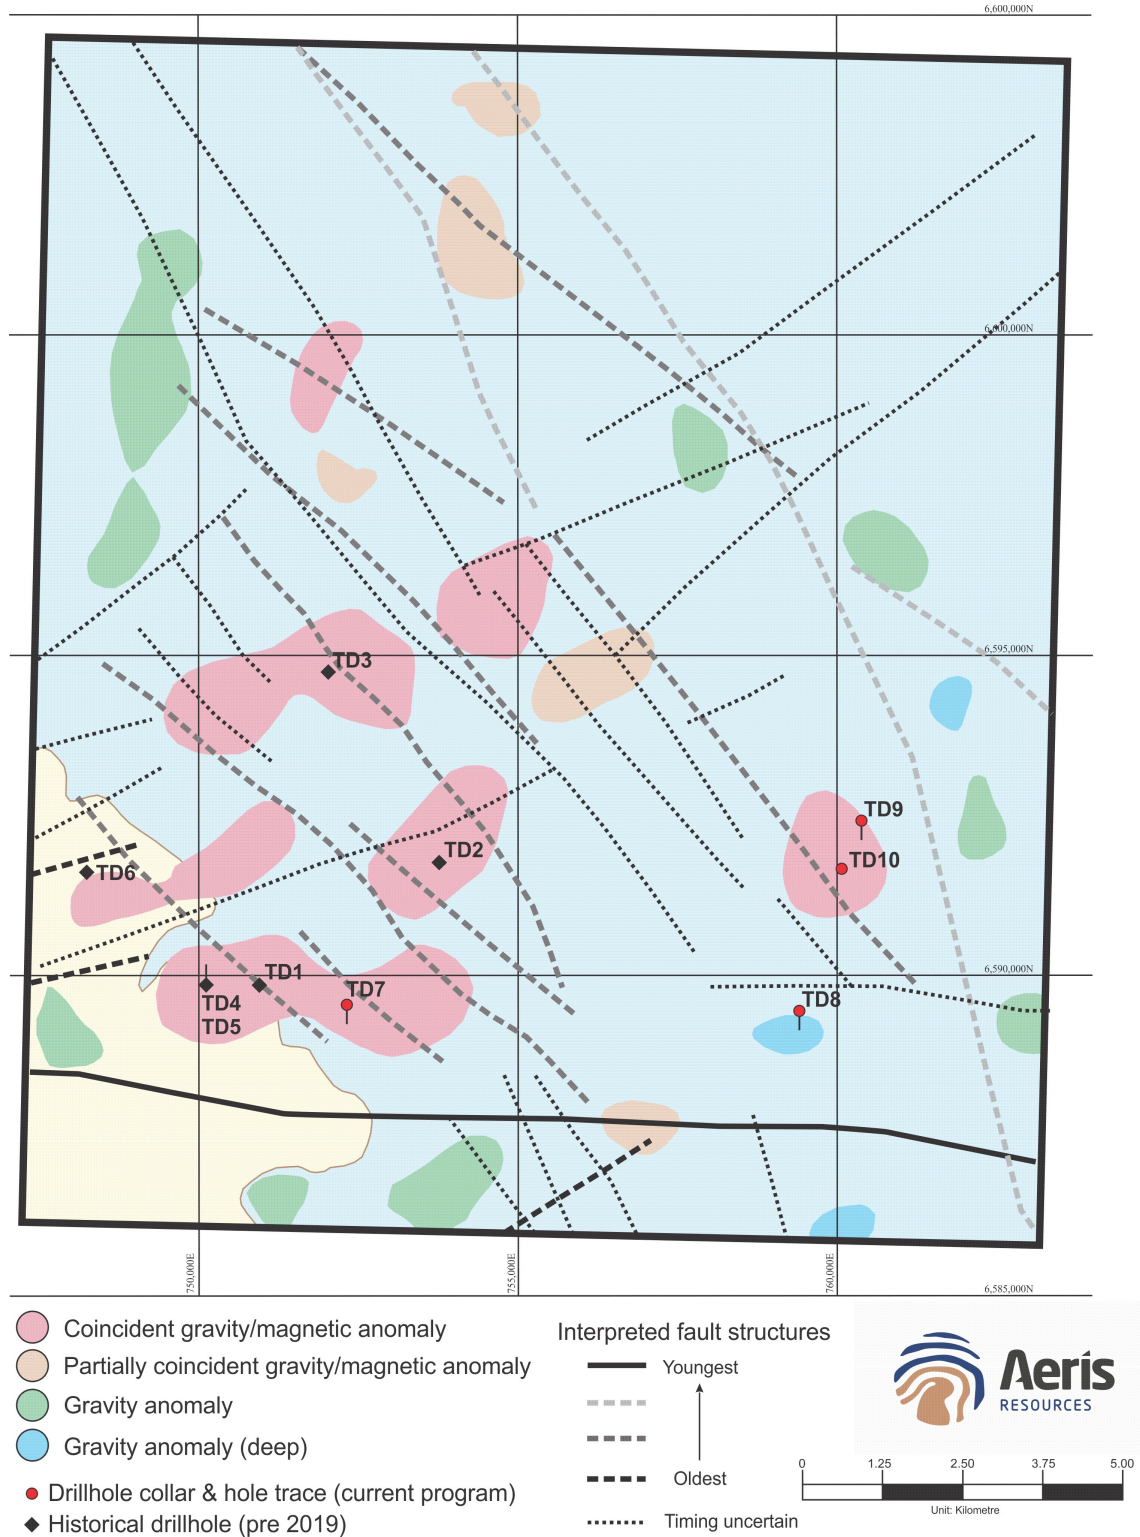 6,600,000N
6,000,000N
TD3
6,595,000N
TD9
TD2
TD10
TD6
TD1
6,590,000N
TD7
TD8
TD4
TD5
750,000E
755,000E
760,000E
6,585,000N
Coincident gravity/magnetic anomaly
Partially coincident gravity/magnetic anomaly
Gravity anomaly
Gravity anomaly (deep)
Drillhole collar & hole trace (current program)
Historical drillhole (pre 2019)
Interpreted fault structures
Youngest
Oldest
Timing uncertain
Aeris
RESOURCES
0 1.25 2.50 3.75 5.00
Unit: Kilometre